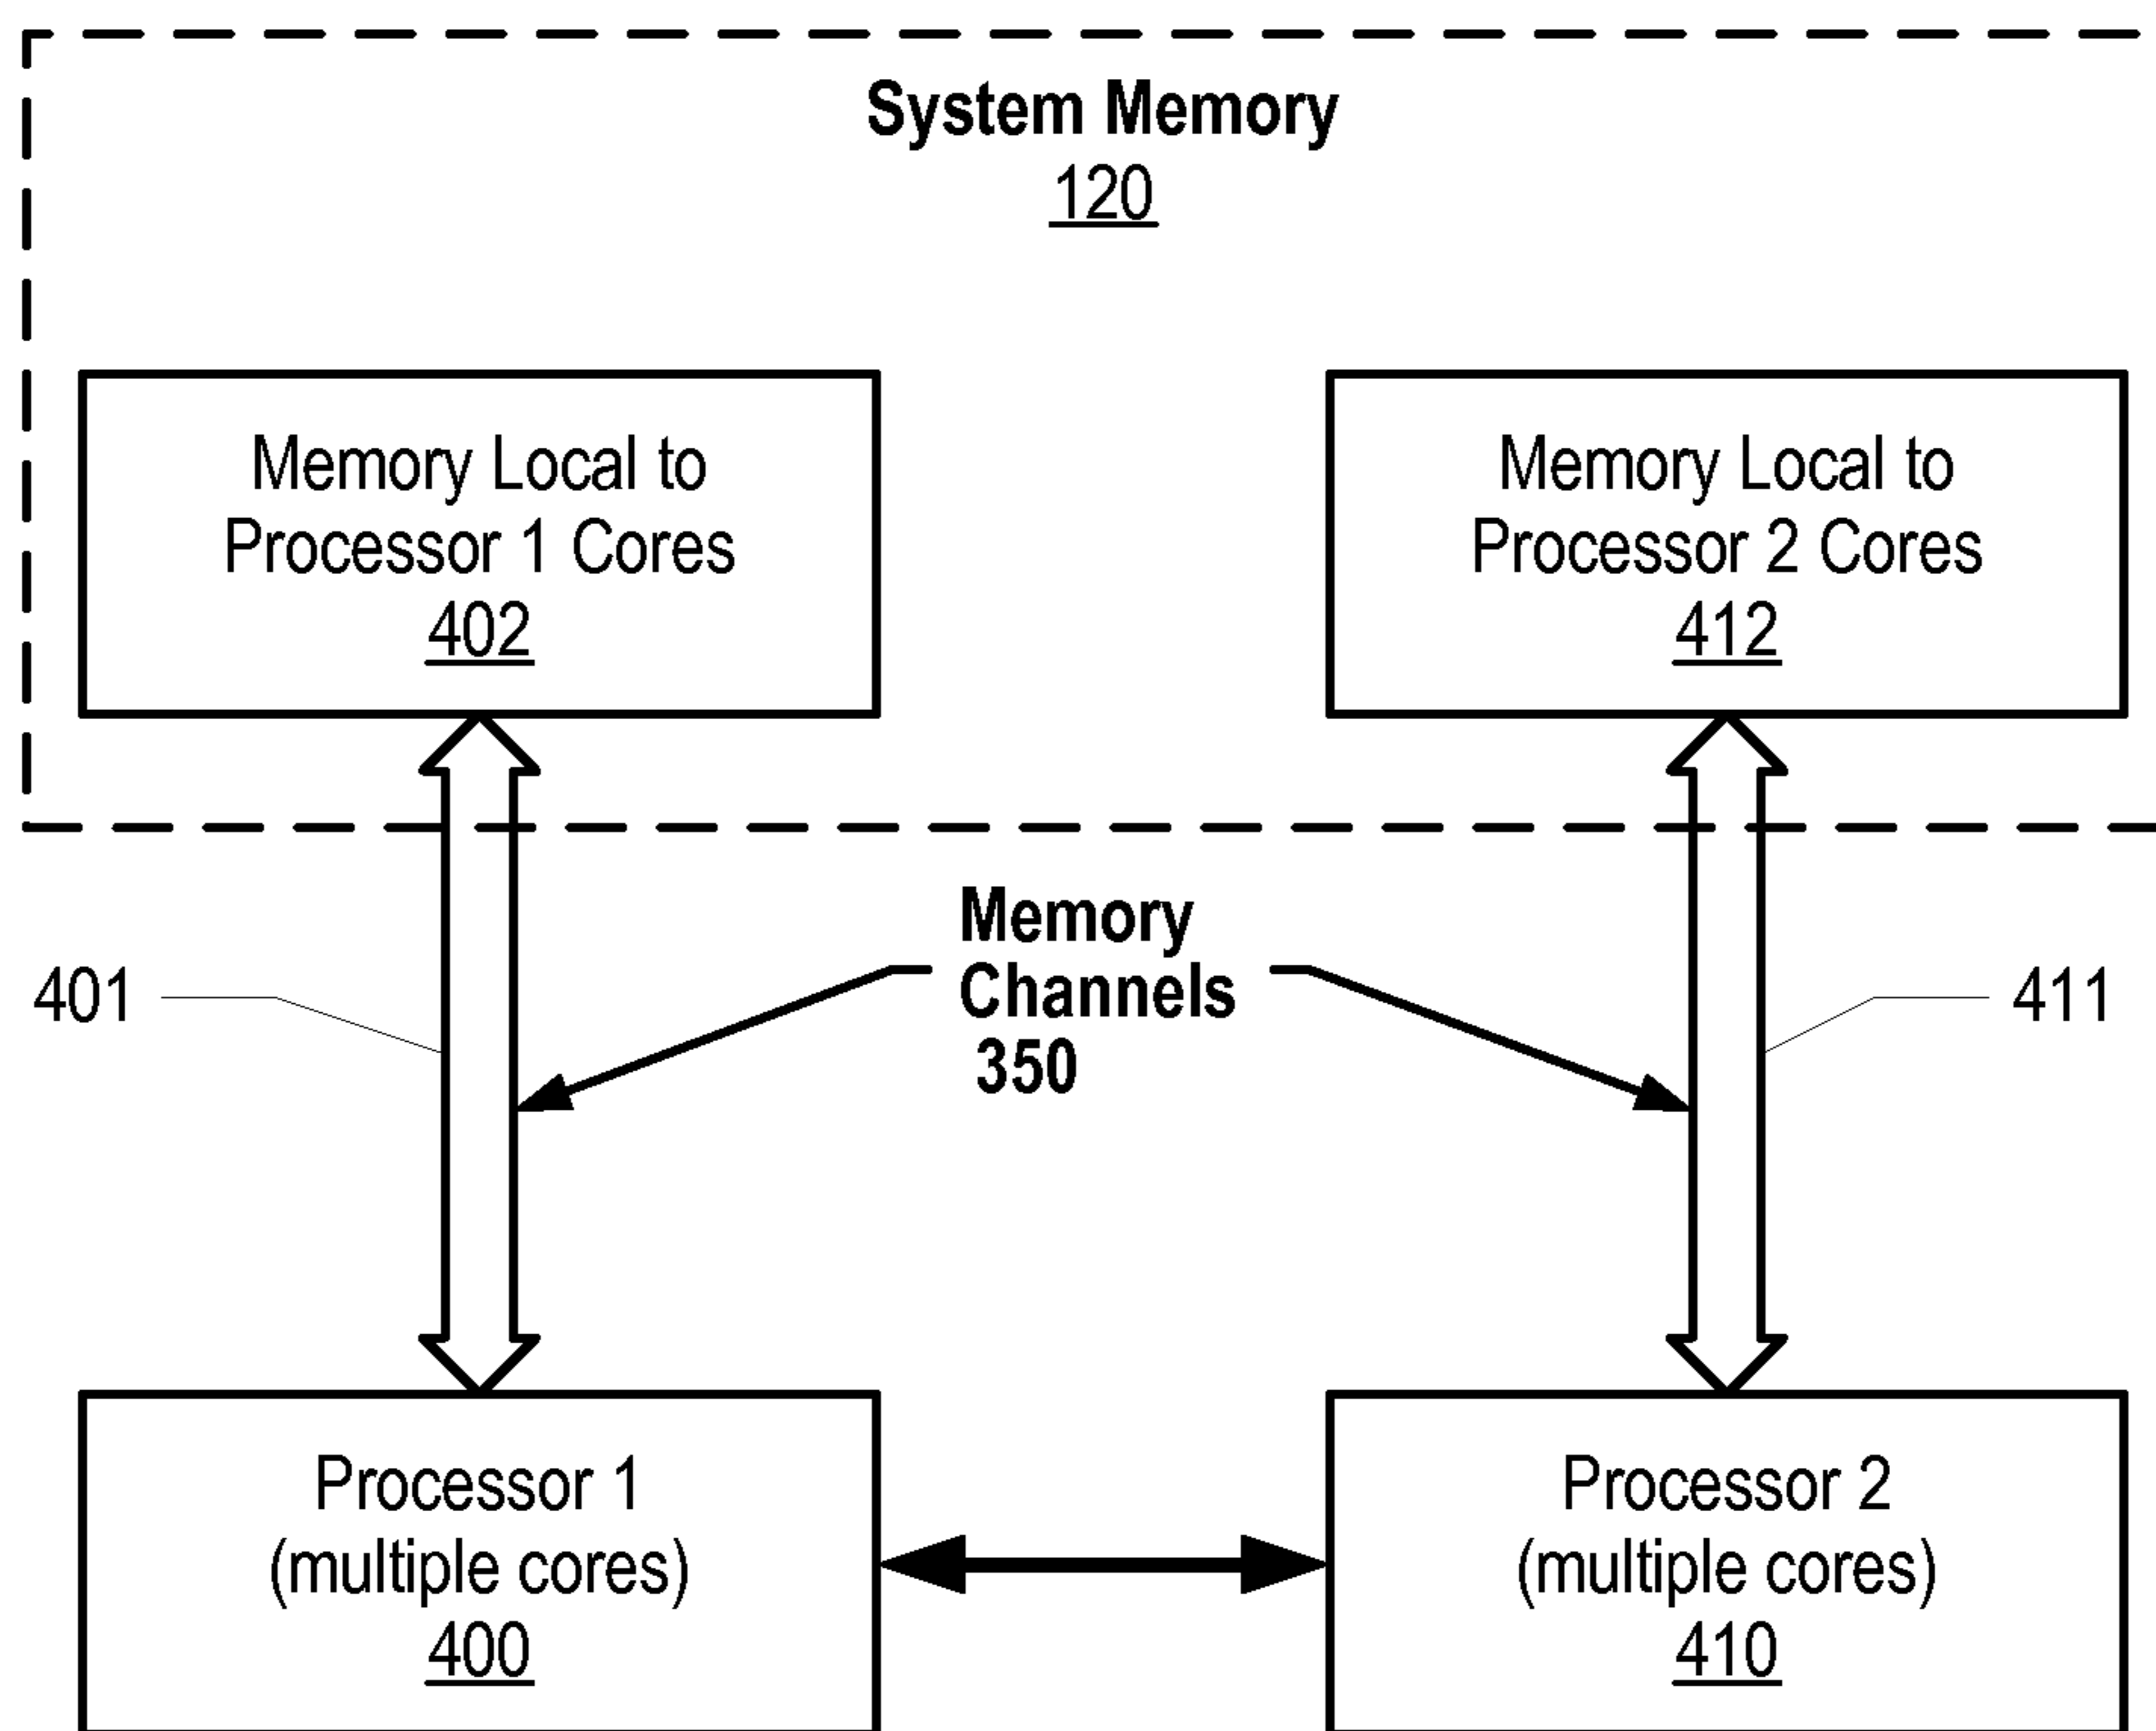 System Memory
120
Memory Local to
Processor 1 Cores
402
Memory Local to
Processor 2 Cores
412
Memory
Channels
350
401
411
Processor 1
(multiple cores)
400
Processor 2
(multiple cores)
410